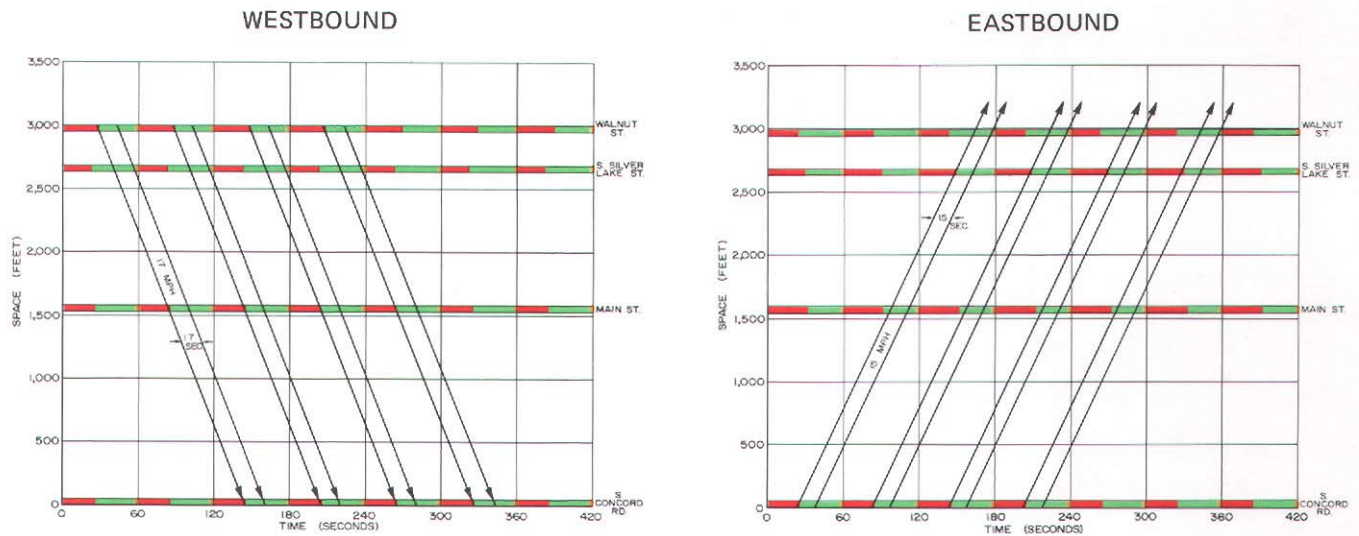 WESTBOUND
3,500
3,000
2,500
2,000
1,500
1,000
500
0
SPACE (FEET)
WALNUT
ST.
S. SILVER
LAKE ST.
MAIN ST.
S.
CONCORD
RD.
17 MPH
17
SEC.
0 60 120 180 240 300 360 420
TIME (SECONDS)
EASTBOUND
3,500
3,000
2,500
2,000
1,500
1,000
500
0
SPACE (FEET)
WALNUT
ST.
S. SILVER
LAKE ST.
MAIN ST.
S.
CONCORD
RD.
15
SEC.
15 MPH
0 60 120 180 240 300 360 420
TIME (SECONDS)